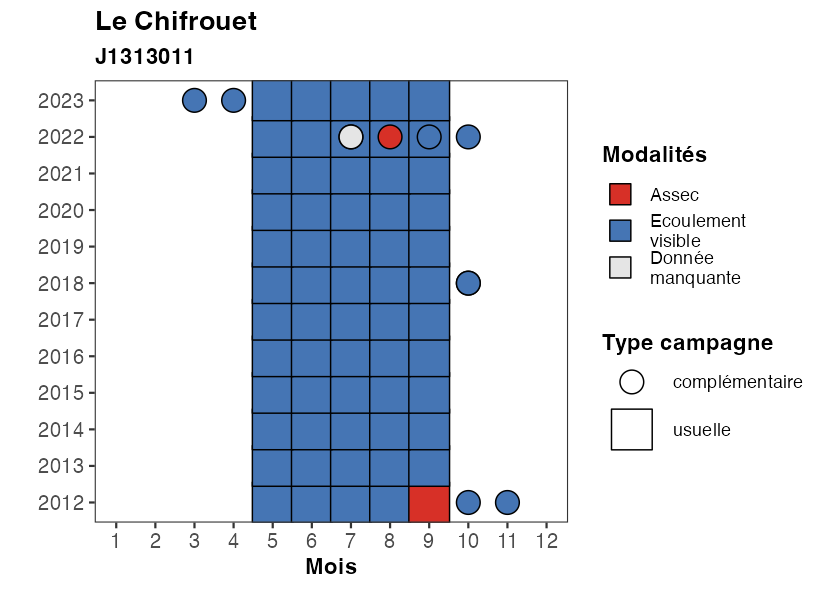 Le Chifrouet
J1313011
2023
2022
2021
2020
2019
2018
2017
2016
2015
2014
2013
2012
1 2 3 4 5 6 7 8 9 10 11 12
Mois
Modalités
Assec
Ecoulement
visible
Donnée
manquante
Type campagne
complémentaire
usuelle